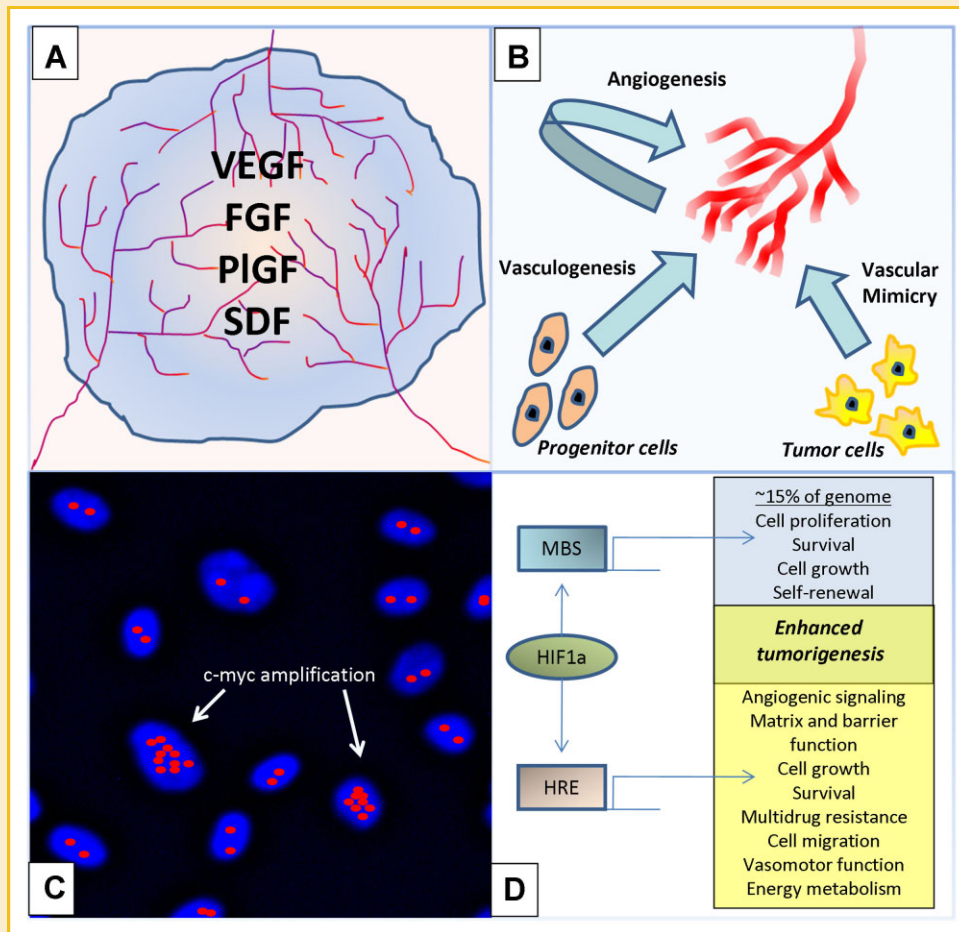 A
VEGF
FGF
PlGF
SDF
B
Angiogenesis
Vasculogenesis
Vascular
Mimicry
Progenitor cells
Tumor cells
C
c-myc amplification
D
MBS
HIF1a
HRE
~15% of genome
Cell proliferation
Survival
Cell growth
Self-renewal
Enhanced
tumorigenesis
Angiogenic signaling
Matrix and barrier
function
Cell growth
Survival
Multidrug resistance
Cell migration
Vasomotor function
Energy metabolism